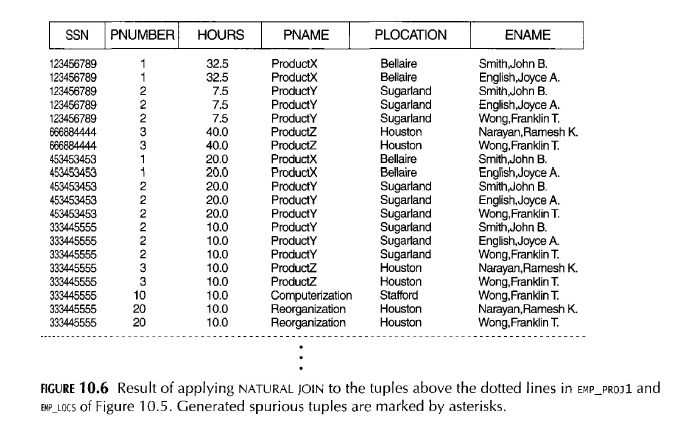 SSN PNUMBER HOURS PNAME PLOCATION ENAME
123456789 1 32.5 ProductX Bellaire Smith,John B.
123456789 1 32.5 ProductX Bellaire English,Joyce A.
123456789 2 7.5 ProductY Sugarland Smith,John B.
123456789 2 7.5 ProductY Sugarland English,Joyce A.
123456789 2 7.5 ProductY Sugarland Wong,Franklin T.
666884444 3 40.0 ProductZ Houston Narayan,Ramesh K.
666884444 3 40.0 ProductZ Houston Wong,Franklin T.
453453453 1 20.0 ProductX Bellaire Smith,John B.
453453453 1 20.0 ProductX Bellaire English,Joyce A.
453453453 2 20.0 ProductY Sugarland Smith,John B.
453453453 2 20.0 ProductY Sugarland English,Joyce A.
453453453 2 20.0 ProductY Sugarland Wong,Franklin T.
333445555 2 10.0 ProductY Sugarland Smith,John B.
333445555 2 10.0 ProductY Sugarland English,Joyce A.
333445555 2 10.0 ProductY Sugarland Wong,Franklin T.
333445555 3 10.0 ProductZ Houston Narayan,Ramesh K.
333445555 3 10.0 ProductZ Houston Wong,Franklin T.
333445555 10 10.0 Computerization Stafford Wong,Franklin T.
333445555 20 10.0 Reorganization Houston Narayan,Ramesh K.
333445555 20 10.0 Reorganization Houston Wong,Franklin T.
FIGURE 10.6 Result of applying NATURAL JOIN to the tuples above the dotted lines in EMP_PROJ1 and
EMP_LOCS of Figure 10.5. Generated spurious tuples are marked by asterisks.